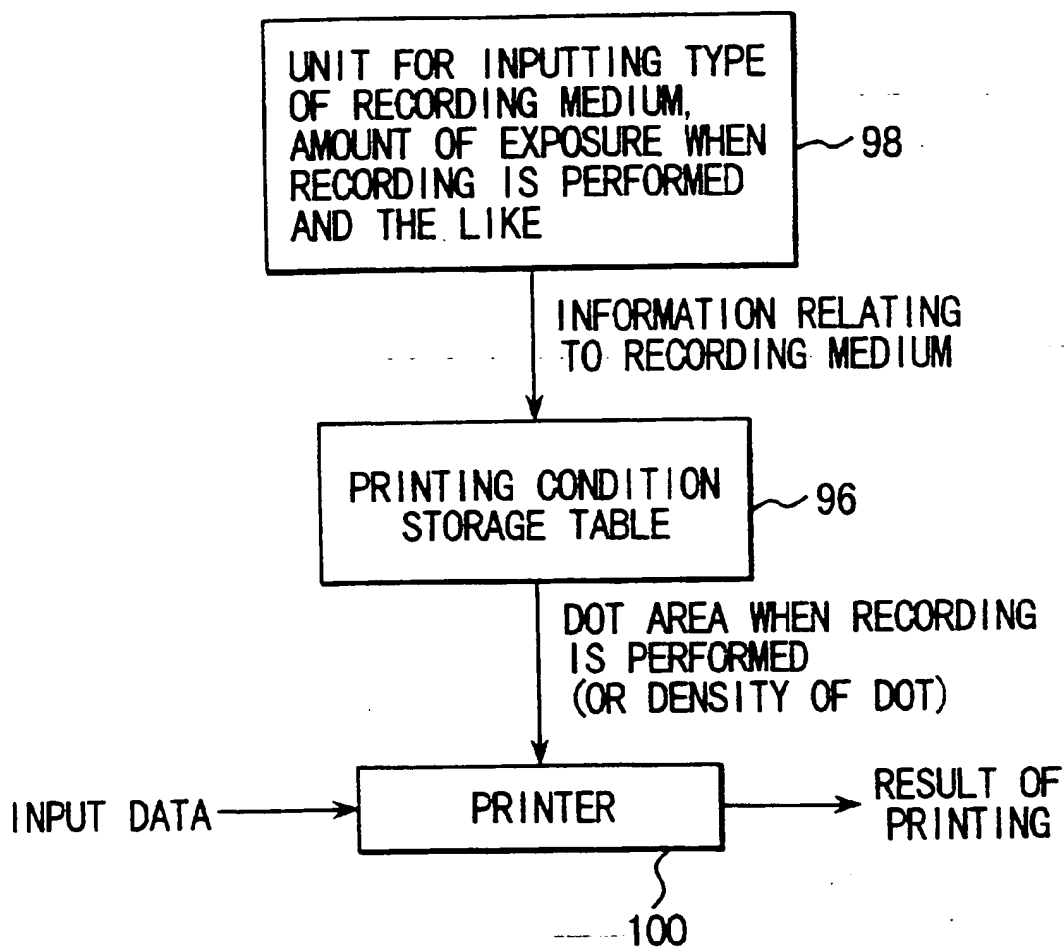 UNIT FOR INPUTTING TYPE
OF RECORDING MEDIUM,
AMOUNT OF EXPOSURE WHEN
RECORDING IS PERFORMED
AND THE LIKE
98
INFORMATION RELATING
TO RECORDING MEDIUM
PRINTING CONDITION
STORAGE TABLE
96
DOT AREA WHEN RECORDING
IS PERFORMED
(OR DENSITY OF DOT)
INPUT DATA
PRINTER
RESULT OF
PRINTING
100